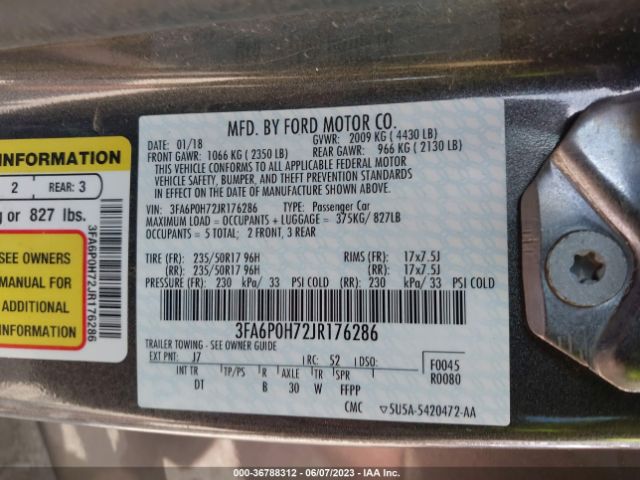 INFORMATION
2 REAR: 3
g or 827 lbs.
SEE OWNERS
MANUAL FOR
ADDITIONAL
INFORMATION
3FA6P0H72JR176286
MFD. BY FORD MOTOR CO.
DATE: 01/18 GVWR: 2009 KG ( 4430 LB)
FRONT GAWR: 1066 KG ( 2350 LB) REAR GAWR: 966 KG ( 2130 LB)
THIS VEHICLE CONFORMS TO ALL APPLICABLE FEDERAL MOTOR
VEHICLE SAFETY, BUMPER, AND THEFT PREVENTION STANDARDS
IN EFFECT ON THE DATE OF MANUFACTURE SHOWN ABOVE.
VIN: 3FA6P0H72JR176286 TYPE: Passenger Car
MAXIMUM LOAD = OCCUPANTS + LUGGAGE = 375KG/ 827LB
OCCUPANTS = 5 TOTAL; 2 FRONT, 3 REAR
TIRE (FR): 235/50R17 96H RIMS (FR): 17x7.5J
(RR): 235/50R17 96H (RR): 17x7.5J
PRESSURE (FR): 230 kPa/ 33 PSI COLD (RR): 230 kPa/ 33 PSI COLD
3FA6P0H72JR176286
TRAILER TOWING - SEE OWNER GUIDE
EXT PNT: J7 RC: 52 DSO: F0045
INT TR TP/PS R AXLE TR SPR R0080
DT B 30 W FFPP
CMC ▽5U5A-5420472-AA
000-36788312 - 06/07/2023 - IAA Inc.